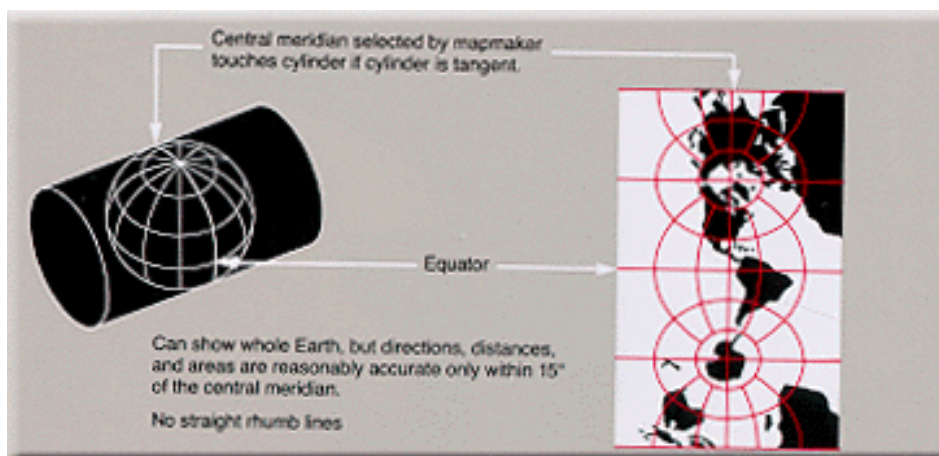 Central meridian selected by mapmaker
touches cylinder if cylinder is tangent.
Equator
Can show whole Earth, but directions, distances,
and areas are reasonably accurate only within 15°
of the central meridian.
No straight rhumb lines